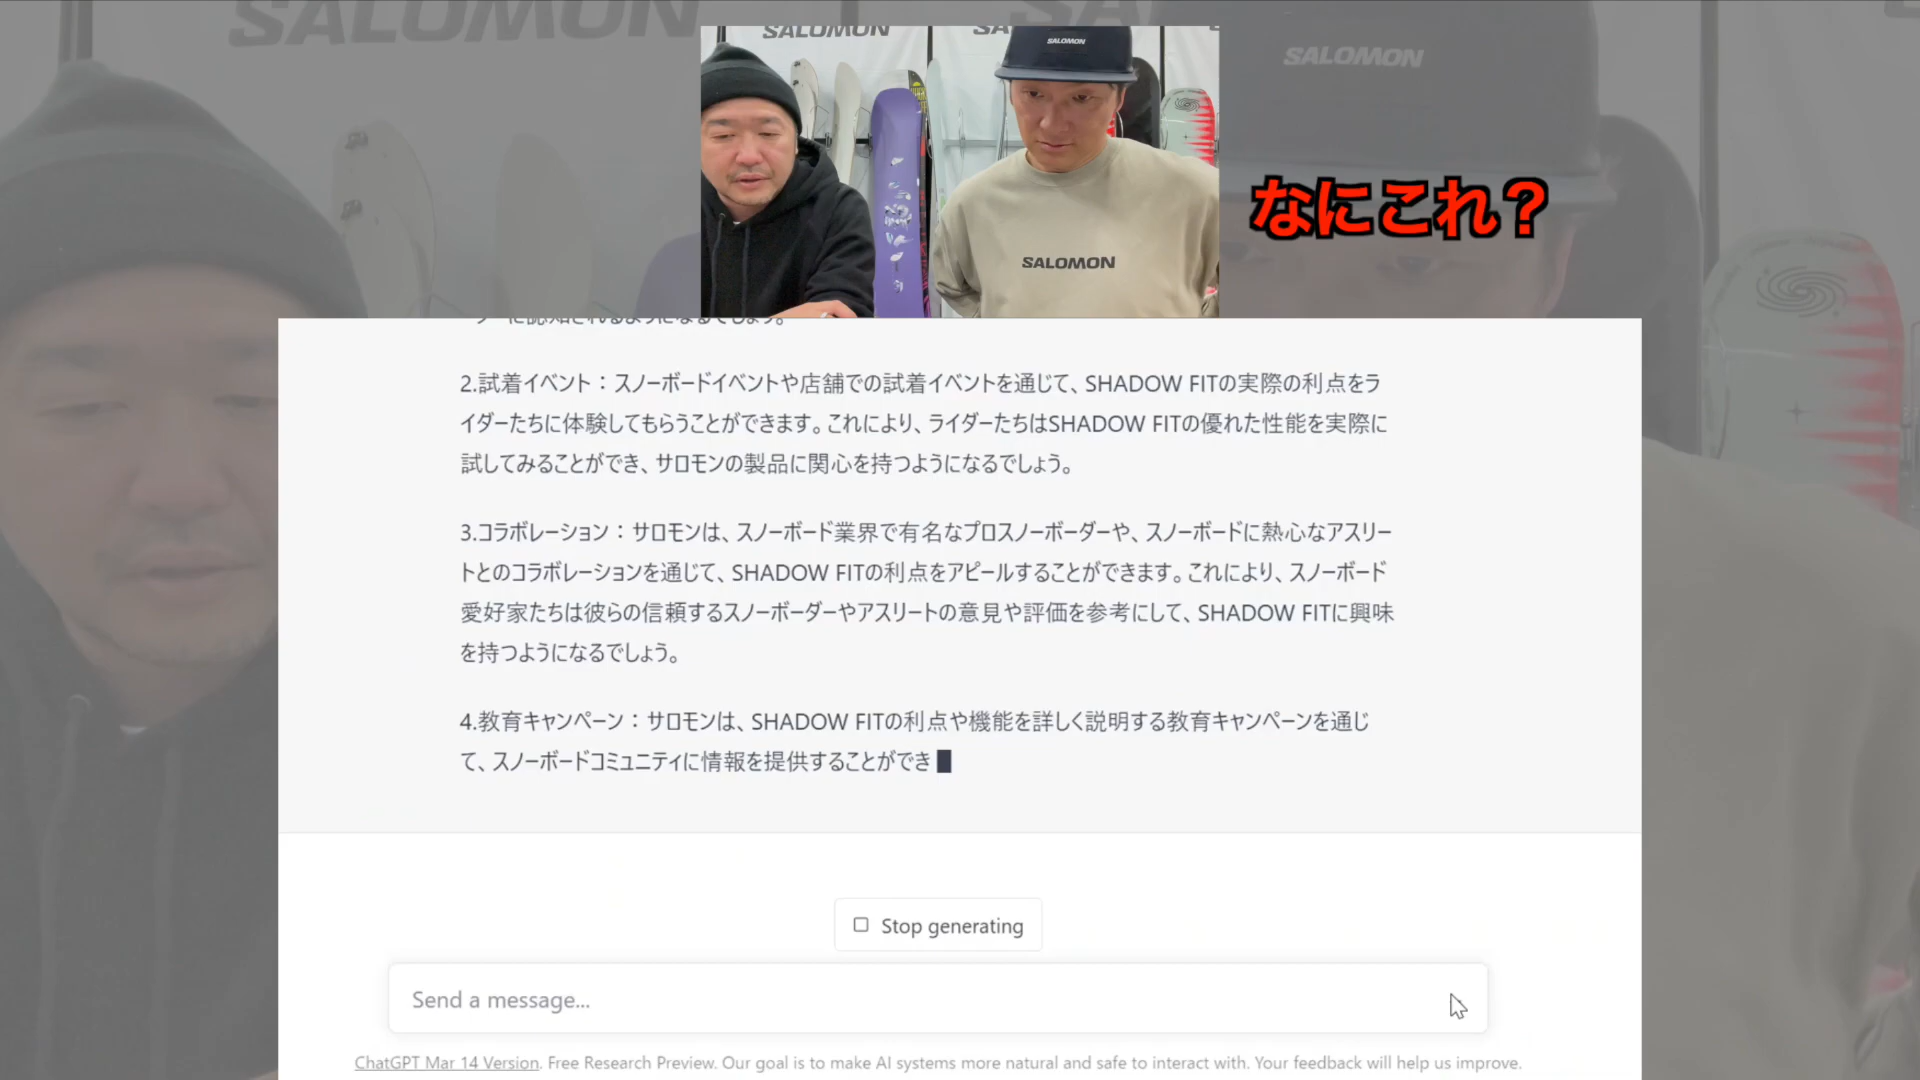 SALOMON
SALOMON
SA
SALOMON
SALOMON
SALOMON
なにこれ？
SALOMON
2.試着イベント：スノーボードイベントや店舗での試着イベントを通じて、SHADOW FITの実際の利点をラ
イダーたちに体験してもらうことができます。これにより、ライダーたちはSHADOW FITの優れた性能を実際に
試してみることができ、サロモンの製品に関心を持つようになるでしょう。
3.コラボレーション：サロモンは、スノーボード業界で有名なプロスノーボーダーや、スノーボードに熱心なアスリー
トとのコラボレーションを通じて、SHADOW FITの利点をアピールすることができます。これにより、スノーボード
愛好家たちは彼らの信頼するスノーボーダーやアスリートの意見や評価を参考にして、SHADOW FITに興味
を持つようになるでしょう。
4.教育キャンペーン：サロモンは、SHADOW FITの利点や機能を詳しく説明する教育キャンペーンを通じ
て、スノーボードコミュニティに情報を提供することができ
Stop generating
Send a message...
ChatGPT Mar 14 Version. Free Research Preview. Our goal is to make AI systems more natural and safe to interact with. Your feedback will help us improve.